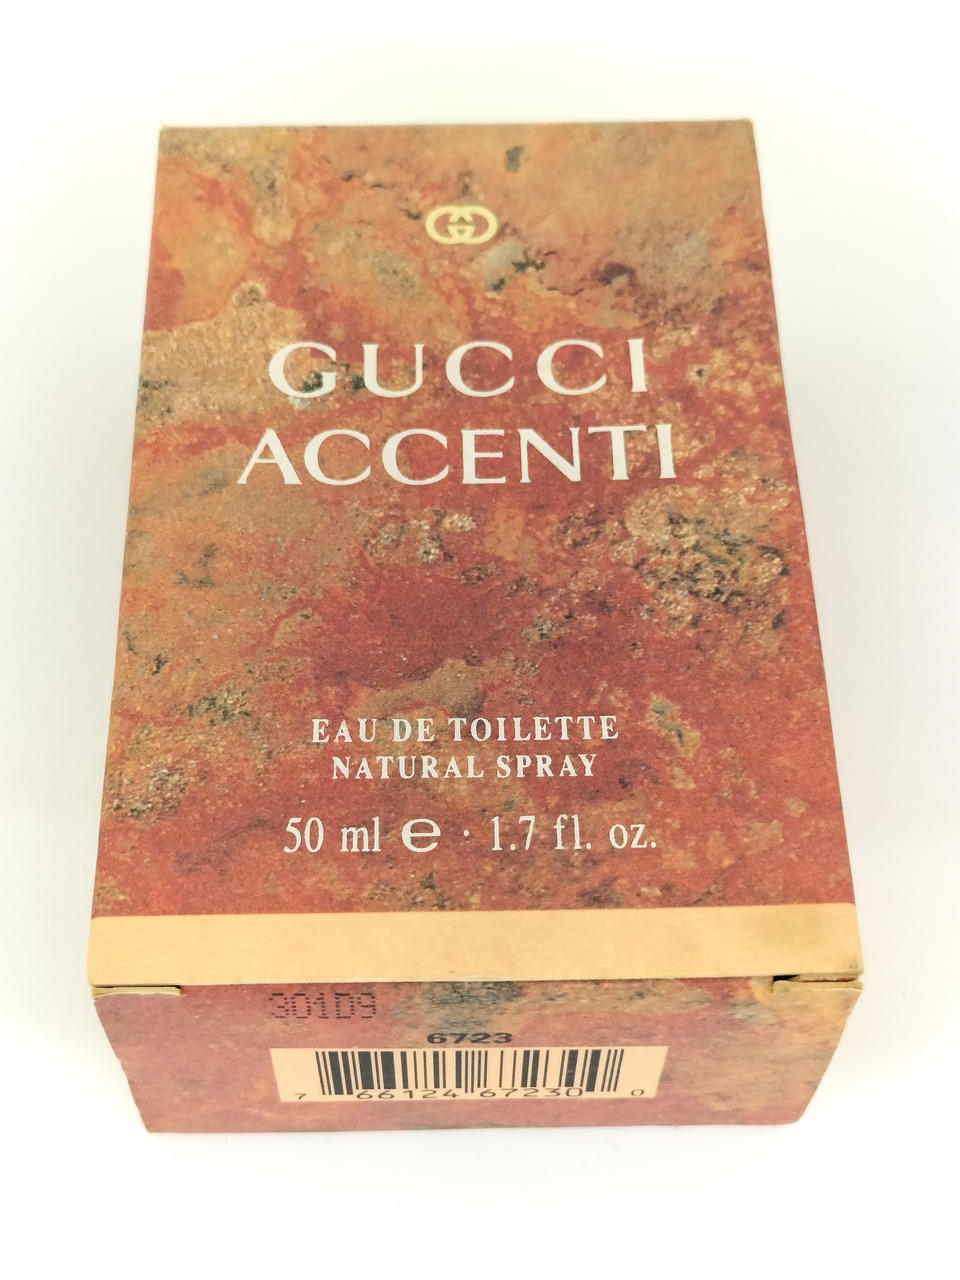 GUCCI
ACCENTI
EAU DE TOILETTE
NATURAL SPRAY
50 ml e · 1.7 fl. oz.
301D9
6723
7 66124 67230 0